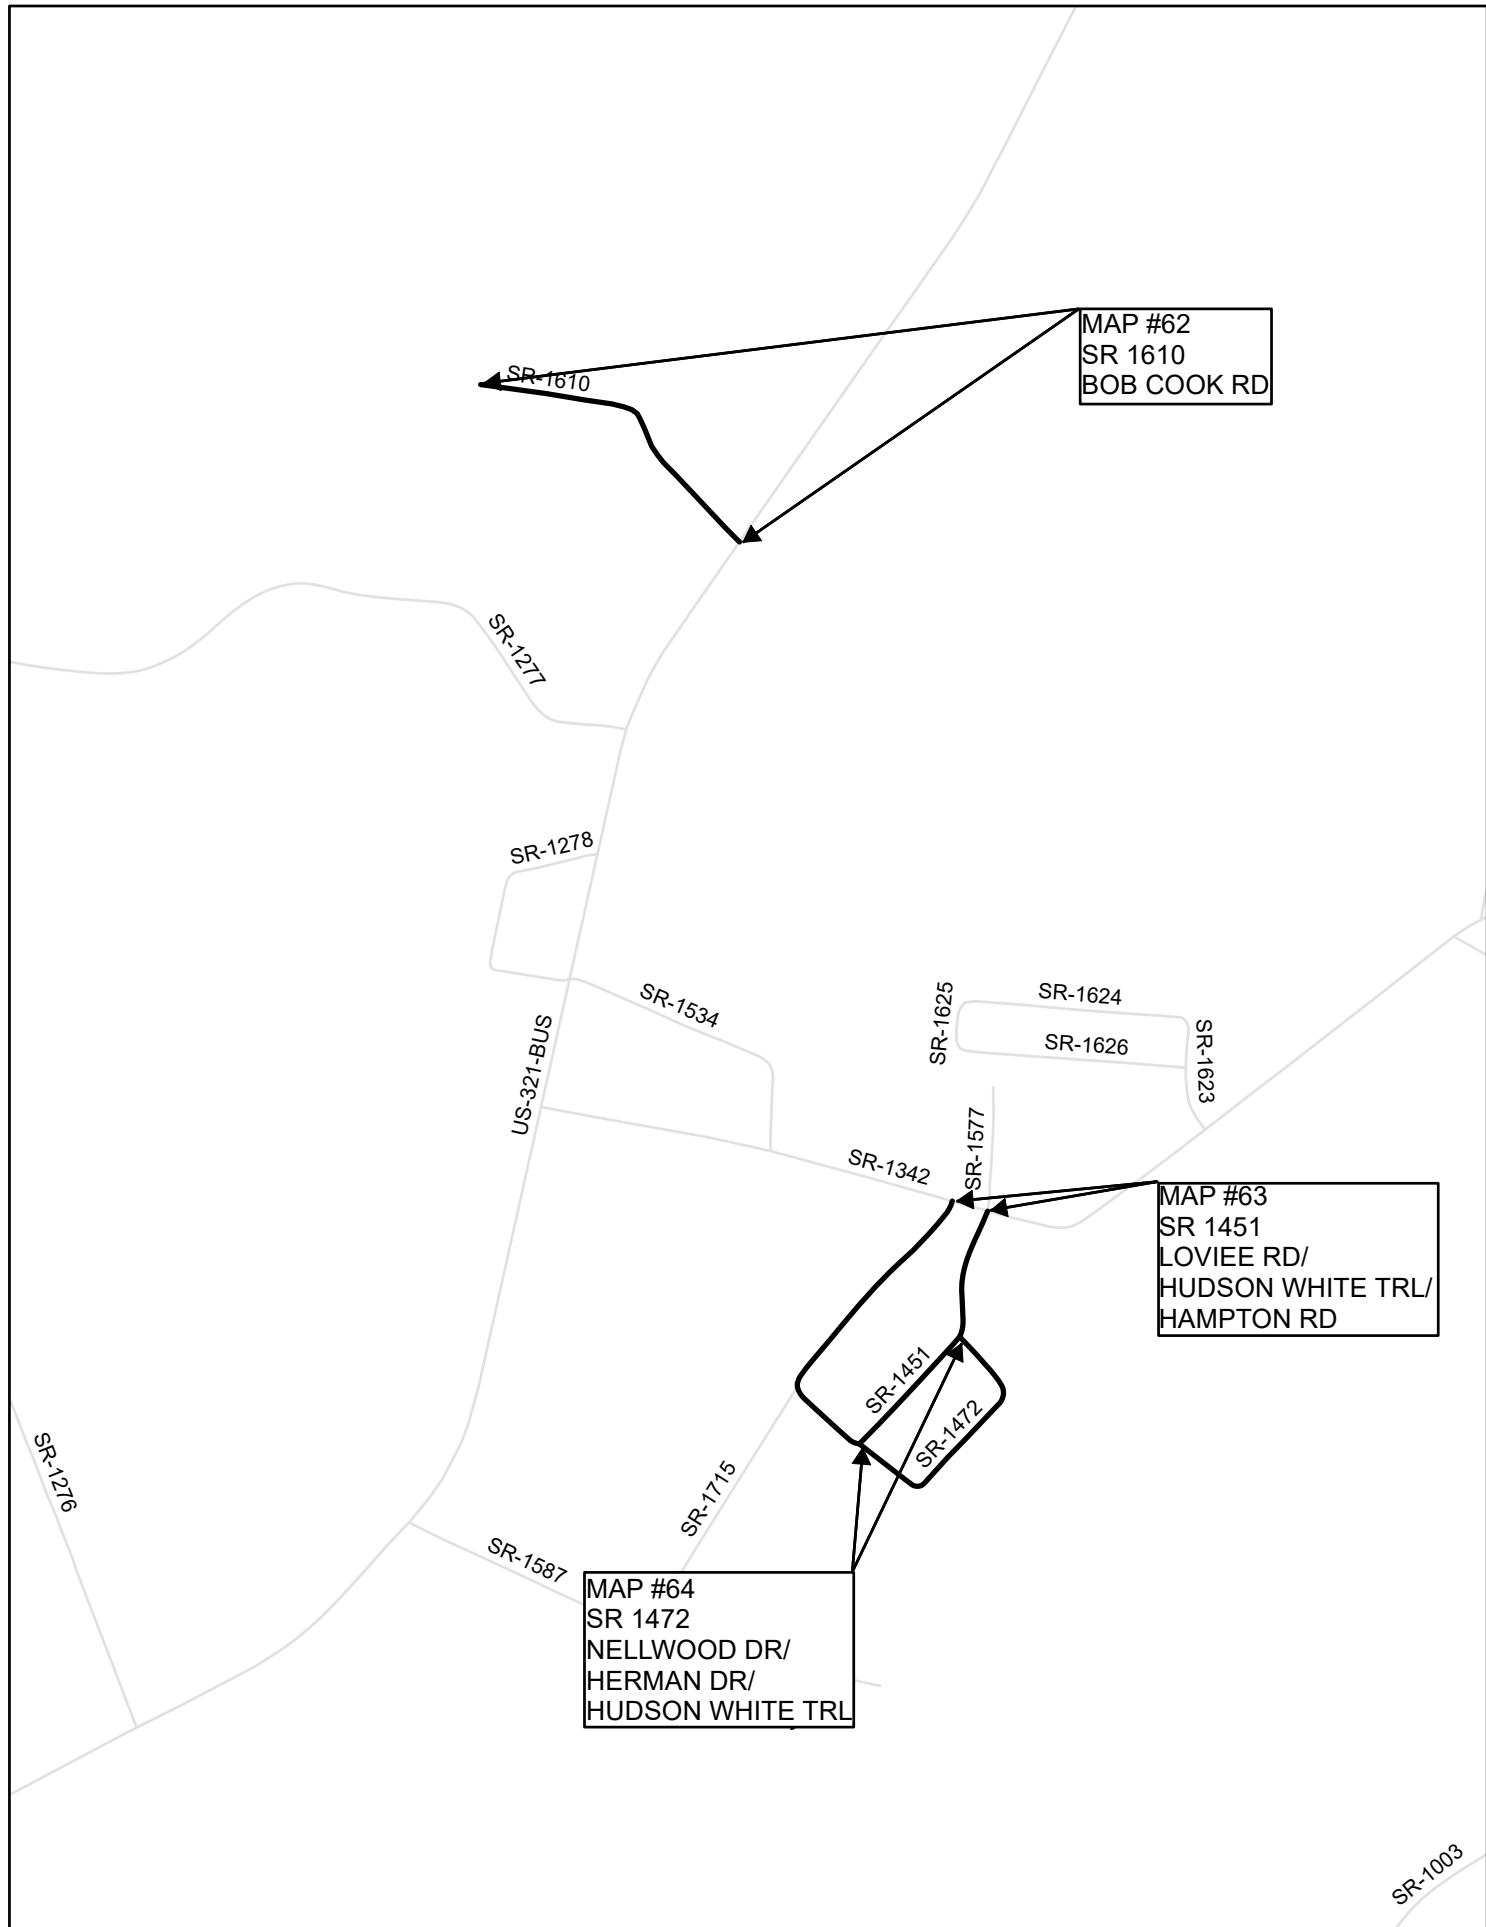 MAP #62
SR 1610
BOB COOK RD
SR-1610
SR-1277
SR-1278
SR-1534
US-321-BUS
SR-1625
SR-1624
SR-1626
SR-1623
SR-1577
SR-1342
MAP #63
SR 1451
LOVIEE RD/
HUDSON WHITE TRL/
HAMPTON RD
SR-1451
SR-1472
SR-1276
SR-1715
SR-1587
MAP #64
SR 1472
NELLWOOD DR/
HERMAN DR/
HUDSON WHITE TRL
SR-1003